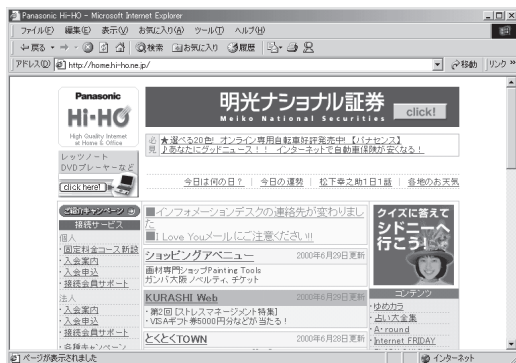 Panasonic Hi-HO - Microsoft Internet Explorer
ファイル(F) 編集(E) 表示(V) お気に入り(A) ツール(T) ヘルプ(H)
戻る 検索 お気に入り 履歴
アドレス(D) http://home.hi-ho.ne.jp/ 移動 リンク »
Panasonic
Hi-HO
High Quality Internet
at Home & Office
明光ナショナル証券
Meiko National Securities
click!
必見
★選べる20色! オンライン専用自転車好評発売中!【パナセンス】
♪あなたにグッドニュース!! インターネットで自動車保険が安くなる!
レッツノート
DVDプレーヤーなど
click here!
今日は何の日? | 今日の運勢 | 松下幸之助1日1話 | 各地のお天気
ご紹介キャンペーン
接続サービス
個人
・固定料金コース新設
・入会案内
・入会申込
・接続会員サポート
法人
・入会案内
・入会申込
・接続会員サポート
・各種キャンペーン
■インフォメーションデスクの連絡先が変わりまし
た
■I Love Youメールにご注意ください!!
ショッピングアベニュー 2000年6月29日更新
画材専門ショップPainting Tools
ガンバ大阪ノベルティ、チケット
KURASHI Web 2000年6月29日更新
・第2回 [ストレスマネージメント特集]
・VISAギフト券5000円分などが当たる!
とくとくTOWN 2000年6月28日更新
クイズに答えて
シドニーへ
行こう!
コンテンツ
・ゆめカラ
・占い大全集
・A・round
・Internet FRIDAY
ページが表示されました インターネット